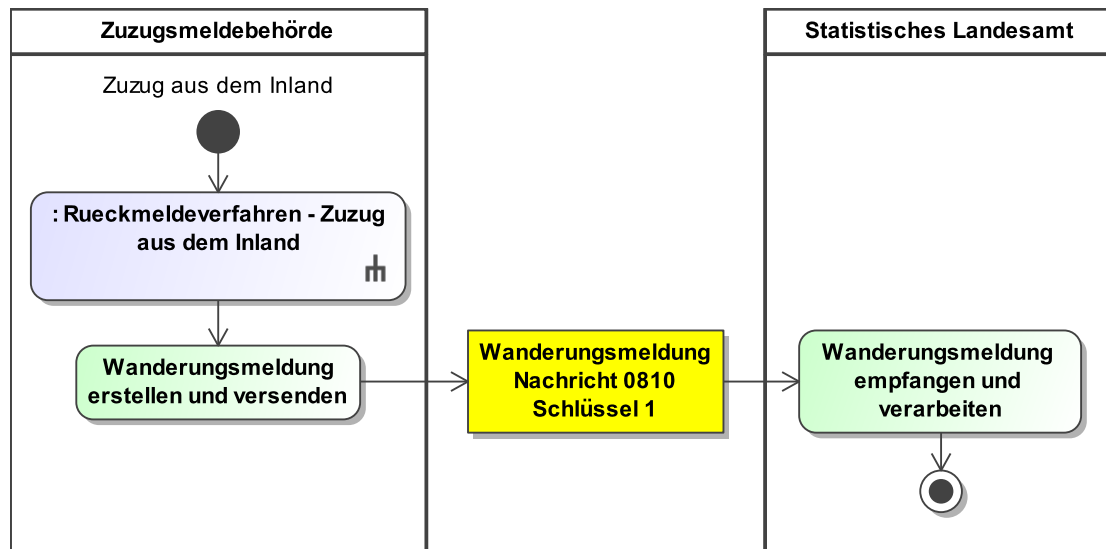 Zuzugsmeldebehörde
Statistisches Landesamt
Zuzug aus dem Inland
: Rueckmeldeverfahren - Zuzug
aus dem Inland
Wanderungsmeldung
erstellen und versenden
Wanderungsmeldung
Nachricht 0810
Schlüssel 1
Wanderungsmeldung
empfangen und
verarbeiten